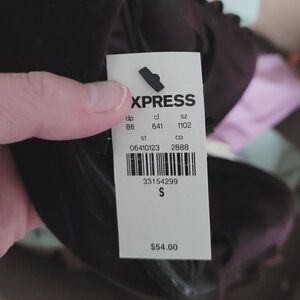 XPRESS
dp cl sz
86 641 1102
st co
06410123 2888
33154299
S
$54.00